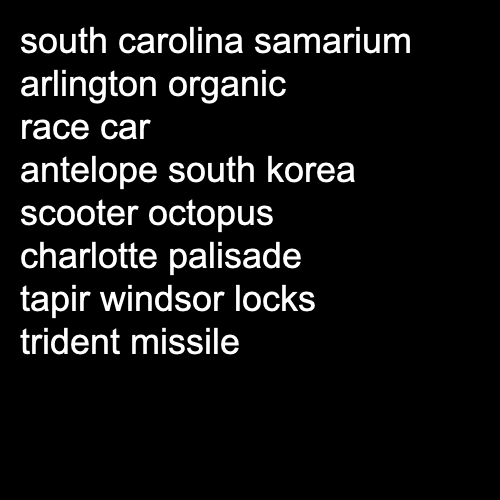 south carolina samarium
arlington organic
race car
antelope south korea
scooter octopus
charlotte palisade
tapir windsor locks
trident missile